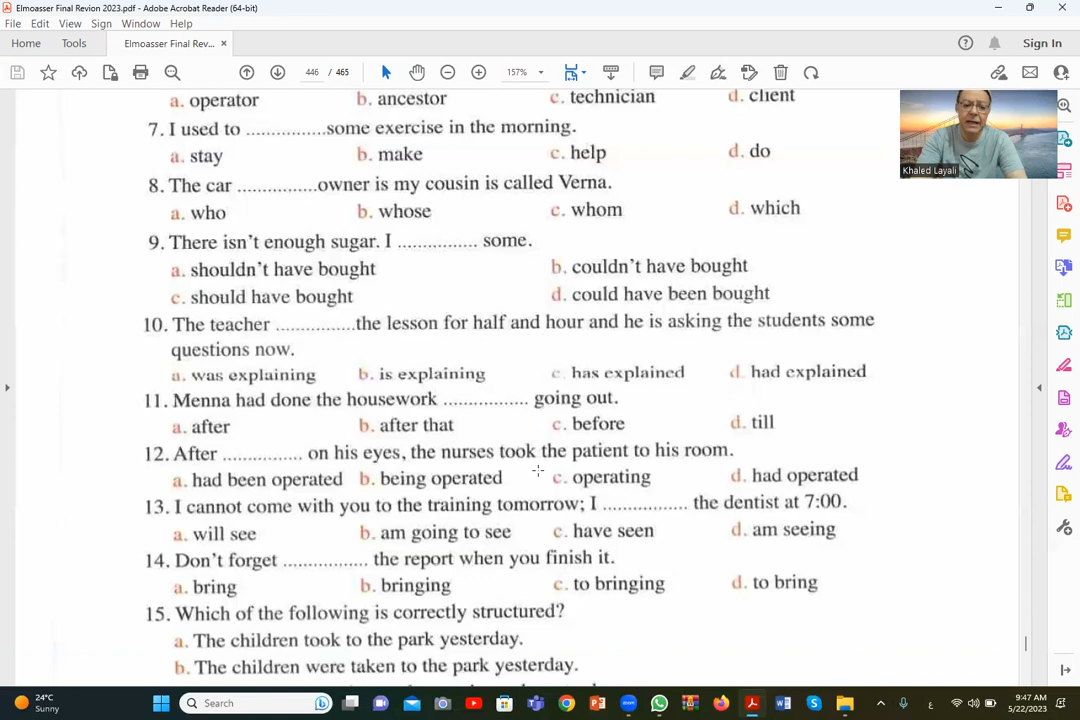 Elmoasser Final Revion 2023.pdf - Adobe Acrobat Reader (64-bit)
File Edit View Sign Window Help
Home Tools Elmoasser Final Rev... × Sign In
446 / 465 157%
a. operator b. ancestor c. technician d. client
7. I used to ...............some exercise in the morning.
a. stay b. make c. help d. do
8. The car ...............owner is my cousin is called Verna.
a. who b. whose c. whom d. which
9. There isn't enough sugar. I ............... some.
a. shouldn't have bought b. couldn't have bought
c. should have bought d. could have been bought
10. The teacher ...............the lesson for half and hour and he is asking the students some
questions now.
a. was explaining b. is explaining c. has explained d. had explained
11. Menna had done the housework ................ going out.
a. after b. after that c. before d. till
12. After ............... on his eyes, the nurses took the patient to his room.
a. had been operated b. being operated c. operating d. had operated
13. I cannot come with you to the training tomorrow; I ................ the dentist at 7:00.
a. will see b. am going to see c. have seen d. am seeing
14. Don't forget ................ the report when you finish it.
a. bring b. bringing c. to bringing d. to bring
15. Which of the following is correctly structured?
a. The children took to the park yesterday.
b. The children were taken to the park yesterday.
Khaled Layali
24°C
Sunny
Search
ع
9:47 AM
5/22/2023